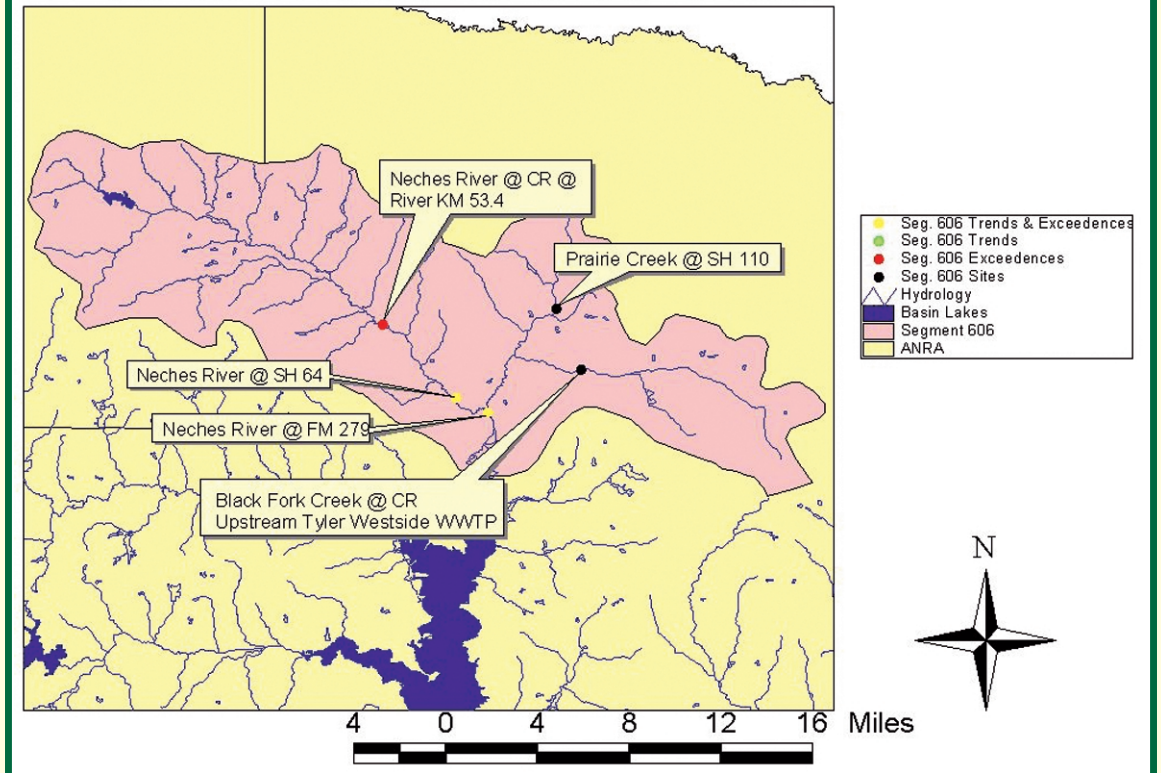 Neches River @ CR @
River KM 53.4
Prairie Creek @ SH 110
Neches River @ SH 64
Neches River @ FM 279
Black Fork Creek @ CR
Upstream Tyler Westside WWTP
Seg. 606 Trends & Exceedences
Seg. 606 Trends
Seg. 606 Exceedences
Seg. 606 Sites
Hydrology
Basin Lakes
Segment 606
ANRA
N
4 0 4 8 12 16 Miles